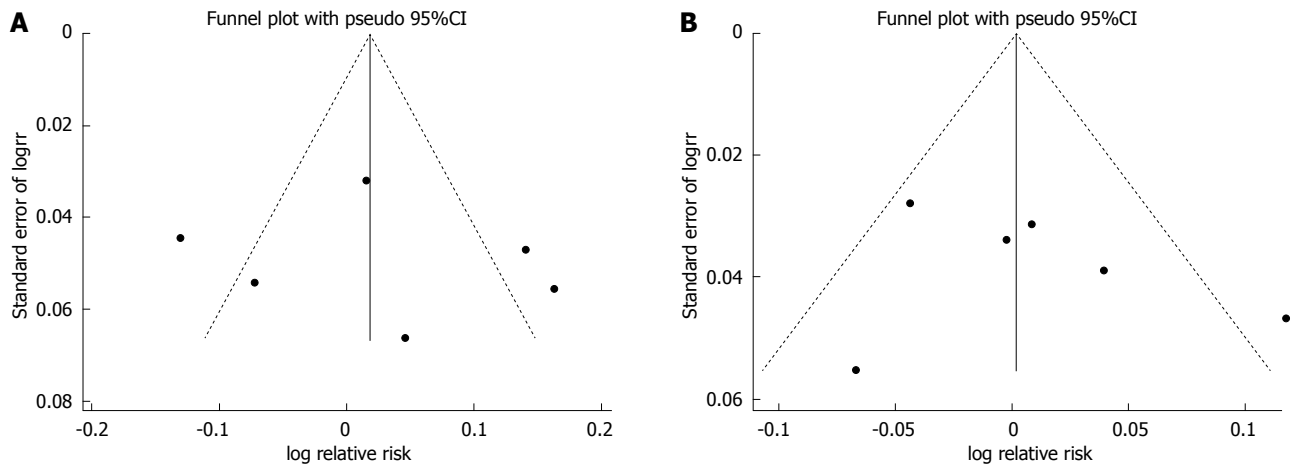 A
Funnel plot with pseudo 95%CI
0
0.02
0.04
0.06
0.08
Standard error of logrr
-0.2
-0.1
0
0.1
0.2
log relative risk
B
Funnel plot with pseudo 95%CI
0
0.02
0.04
0.06
Standard error of logrr
-0.1
-0.05
0
0.05
0.1
log relative risk